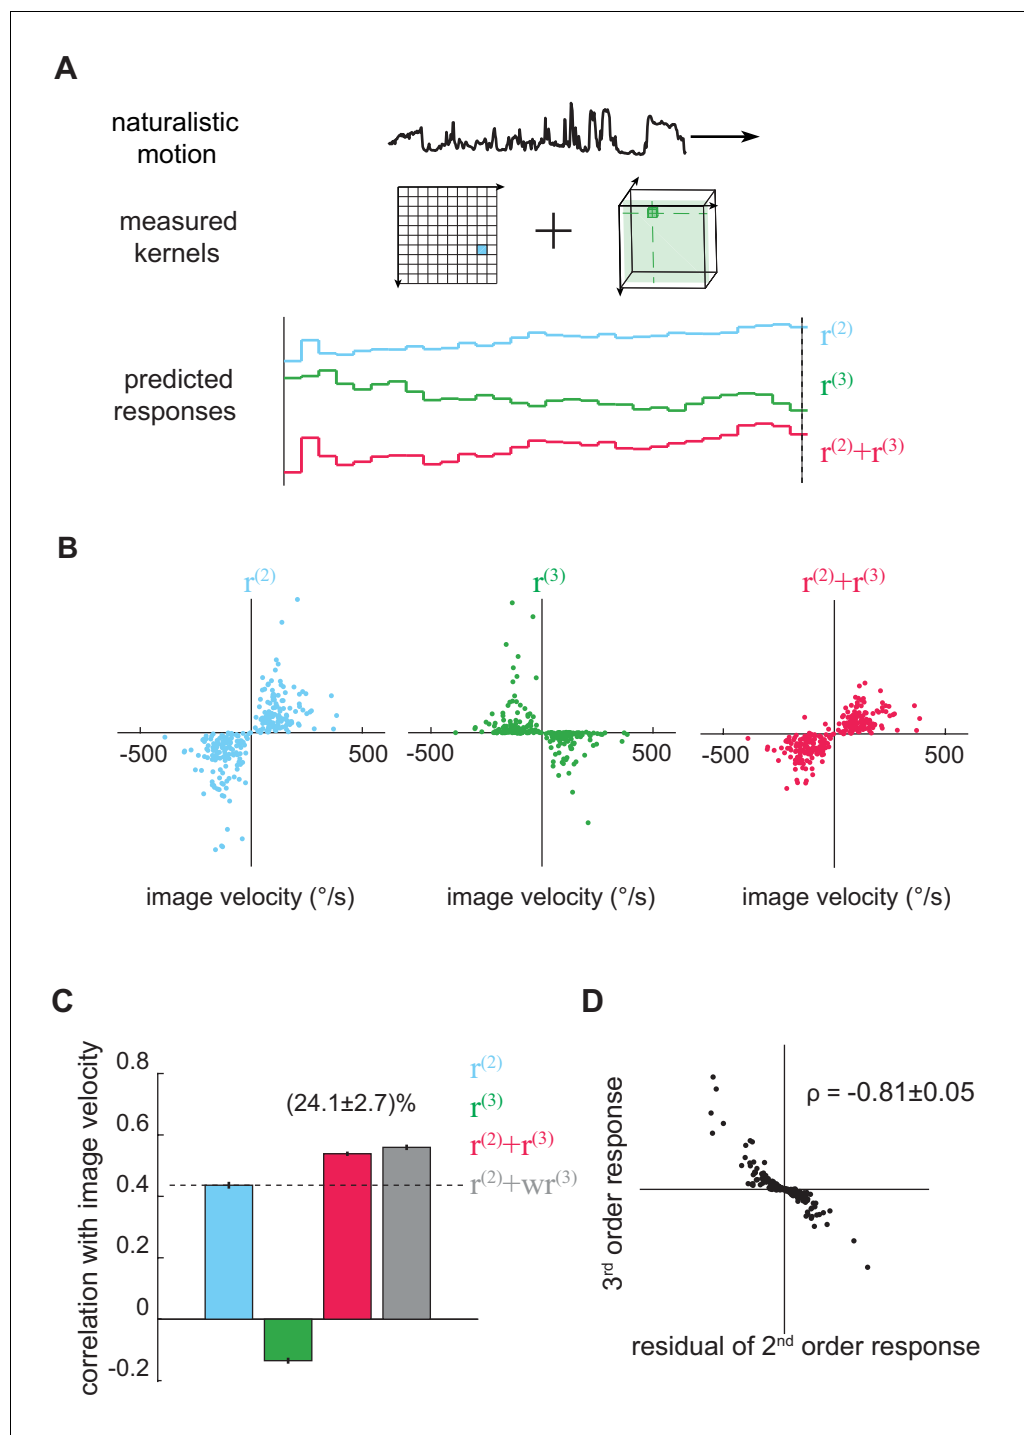 A
naturalistic
motion
measured
kernels
predicted
responses
r(2)
r(3)
r(2)+r(3)
B
r(2) r(3) r(2)+r(3)
-500 500 -500 500 -500 500
image velocity (°/s) image velocity (°/s) image velocity (°/s)
C
correlation with image velocity
0.8
0.6
0.4
0.2
0
-0.2
(24.1±2.7)%
r(2)
r(3)
r(2)+r(3)
r(2)+wr(3)
D
3rd order response
ρ = -0.81±0.05
residual of 2nd order response